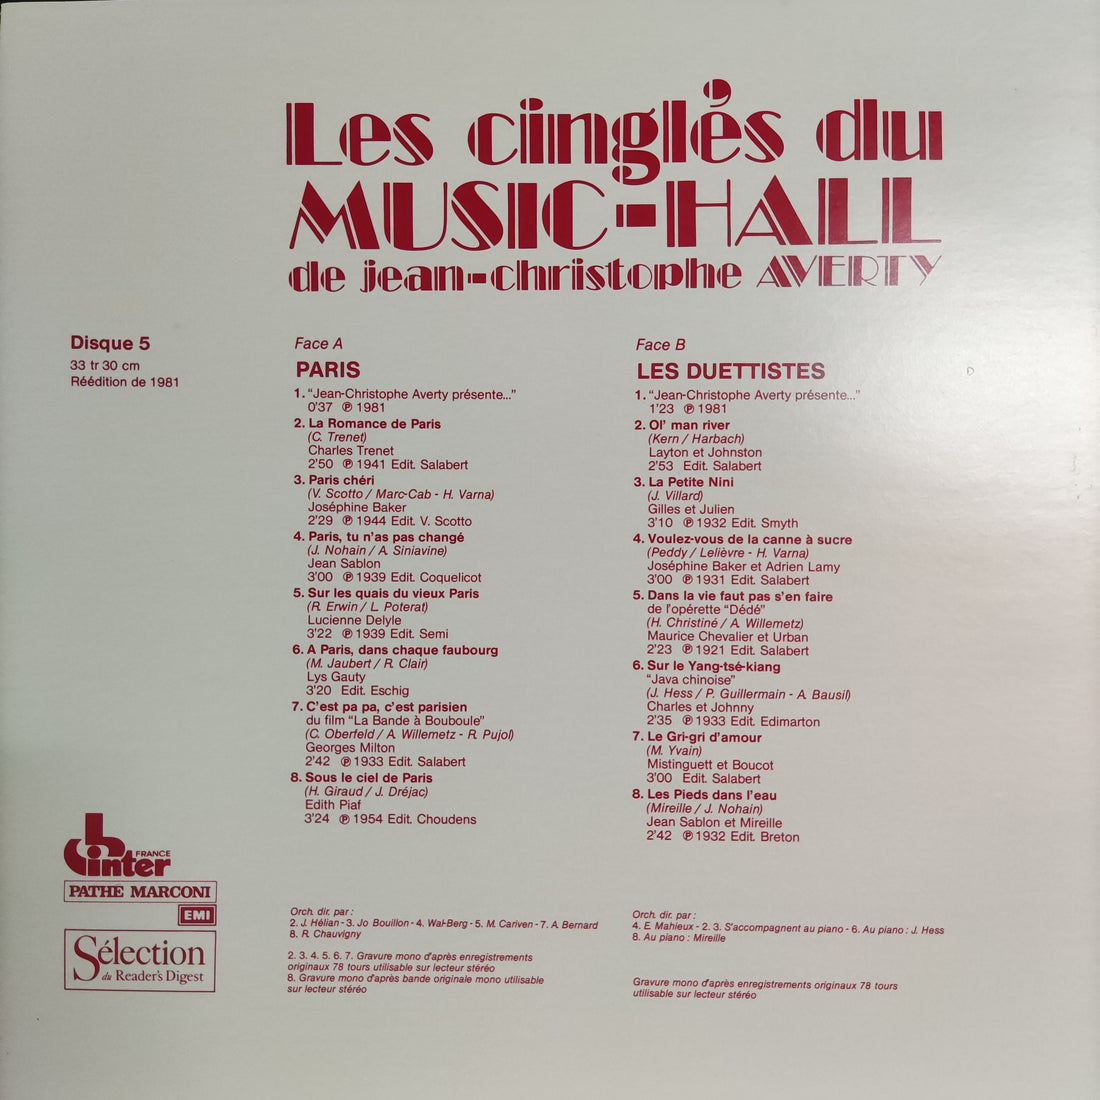 Les cinglés du
MUSIC-HALL
de jean-christophe AVERTY
Disque 5
33 tr 30 cm
Réédition de 1981
Face A
PARIS
1. "Jean-Christophe Averty présente..."
0'37 ℗ 1981
2. La Romance de Paris
(C. Trenet)
Charles Trenet
2'50 ℗ 1941 Edit. Salabert
3. Paris chéri
(V. Scotto / Marc-Cab - H. Varna)
Joséphine Baker
2'29 ℗ 1944 Edit. V. Scotto
4. Paris, tu n'as pas changé
(J. Nohain / A. Siniavine)
Jean Sablon
3'00 ℗ 1939 Edit. Coquelicot
5. Sur les quais du vieux Paris
(R. Erwin / L. Poterat)
Lucienne Delyle
3'22 ℗ 1939 Edit. Semi
6. A Paris, dans chaque faubourg
(M. Jaubert / R. Clair)
Lys Gauty
3'20 Edit. Eschig
7. C'est pa pa, c'est parisien
du film "La Bande à Bouboule"
(C. Oberfeld / A. Willemetz - R. Pujol)
Georges Milton
2'42 ℗ 1933 Edit. Salabert
8. Sous le ciel de Paris
(H. Giraud / J. Dréjac)
Edith Piaf
3'24 ℗ 1954 Edit. Choudens
Face B
LES DUETTISTES
1. "Jean-Christophe Averty présente..."
1'23 ℗ 1981
2. Ol' man river
(Kern / Harbach)
Layton et Johnston
2'53 Edit. Salabert
3. La Petite Nini
(J. Villard)
Gilles et Julien
3'10 ℗ 1932 Edit. Smyth
4. Voulez-vous de la canne à sucre
(Peddy / Lelièvre - H. Varna)
Joséphine Baker et Adrien Lamy
3'00 ℗ 1931 Edit. Salabert
5. Dans la vie faut pas s'en faire
de l'opérette "Dédé"
(H. Christiné / A. Willemetz)
Maurice Chevalier et Urban
2'23 ℗ 1921 Edit. Salabert
6. Sur le Yang-tsé-kiang
"Java chinoise"
(J. Hess / P. Guillermain - A. Bausil)
Charles et Johnny
2'35 ℗ 1933 Edit. Edimarton
7. Le Gri-gri d'amour
(M. Yvain)
Mistinguett et Boucot
3'00 Edit. Salabert
8. Les Pieds dans l'eau
(Mireille / J. Nohain)
Jean Sablon et Mireille
2'42 ℗ 1932 Edit. Breton
FRANCE
inter
PATHE MARCONI
EMI
Sélection
du Reader's Digest
Orch. dir. par :
2. J. Hélian - 3. Jo Bouillon - 4. Wal-Berg - 5. M. Cariven - 7. A. Bernard
8. R. Chauvigny
2. 3. 4. 5. 6. 7. Gravure mono d'après enregistrements
originaux 78 tours utilisable sur lecteur stéréo
8. Gravure mono d'après bande originale mono utilisable
sur lecteur stéréo
Orch. dir. par :
4. E. Mahieux - 2. 3. S'accompagnent au piano - 6. Au piano : J. Hess
8. Au piano : Mireille
Gravure mono d'après enregistrements originaux 78 tours
utilisable sur lecteur stéréo